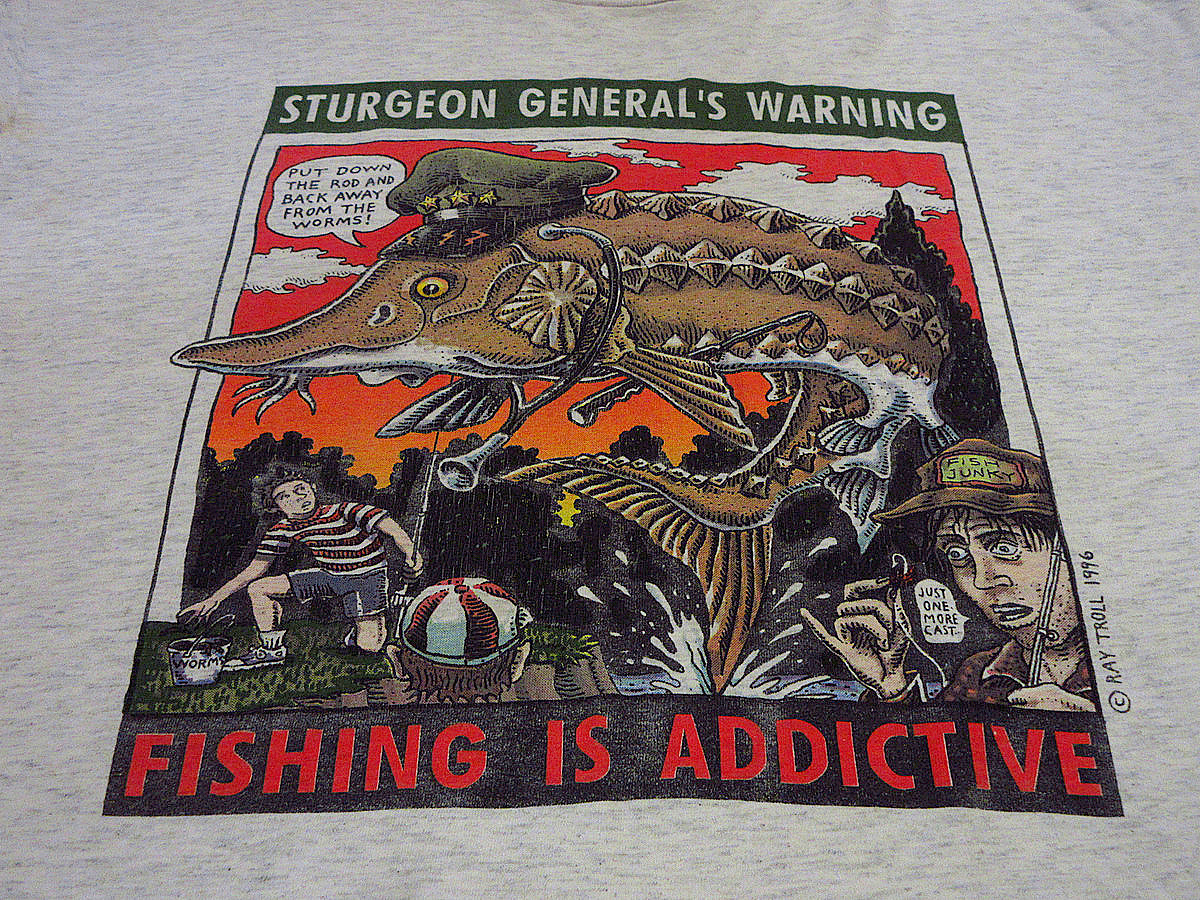 STURGEON GENERAL'S WARNING
PUT DOWN
THE ROD AND
BACK AWAY
FROM THE
WORMS!
FISH
JUNKY
JUST
ONE
MORE
CAST...
WORMS
© RAY TROLL 1996
FISHING IS ADDICTIVE